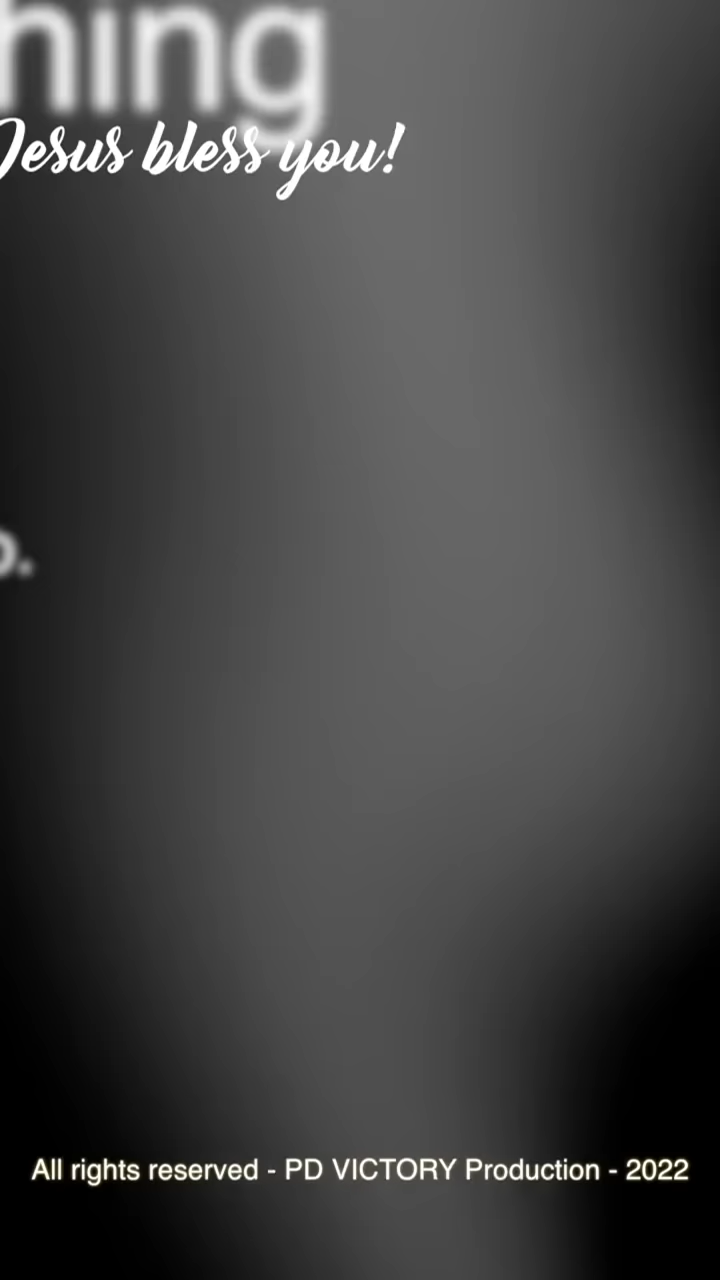 hing
Jesus bless you!
o.
All rights reserved - PD VICTORY Production - 2022